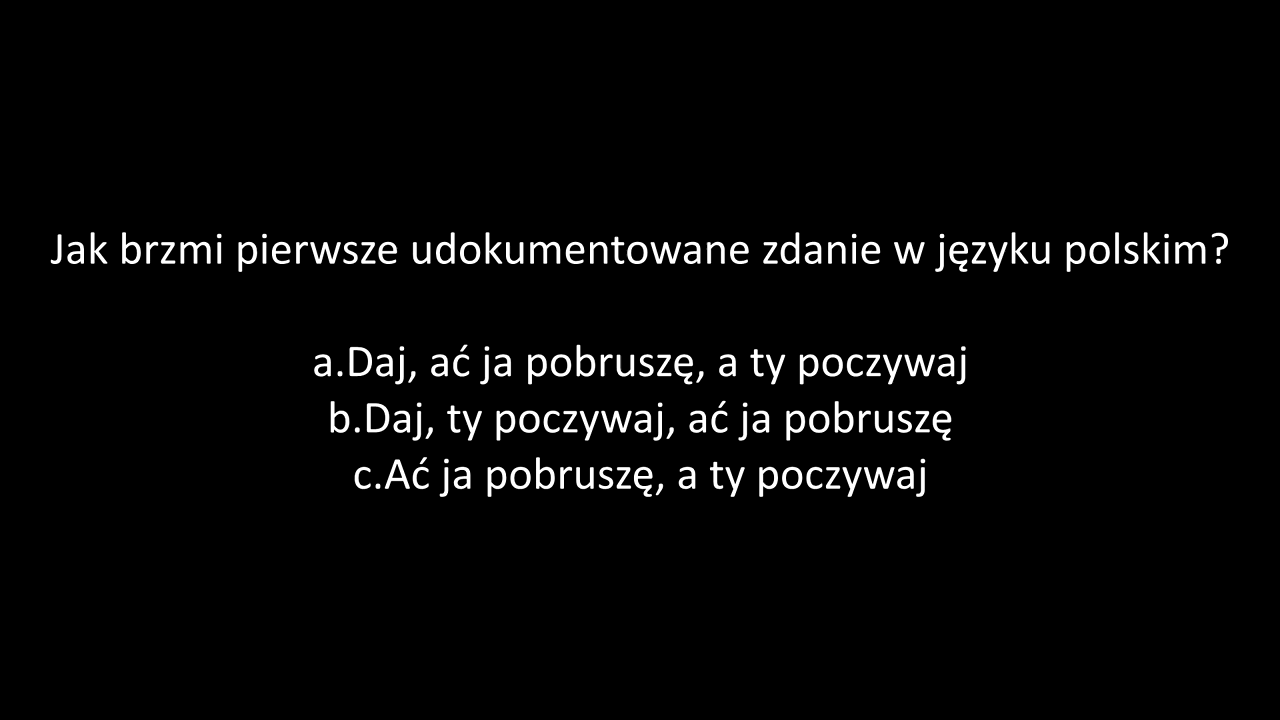 Jak brzmi pierwsze udokumentowane zdanie w języku polskim?
a.Daj, ać ja pobruszę, a ty poczywaj
b.Daj, ty poczywaj, ać ja pobruszę
c.Ać ja pobruszę, a ty poczywaj